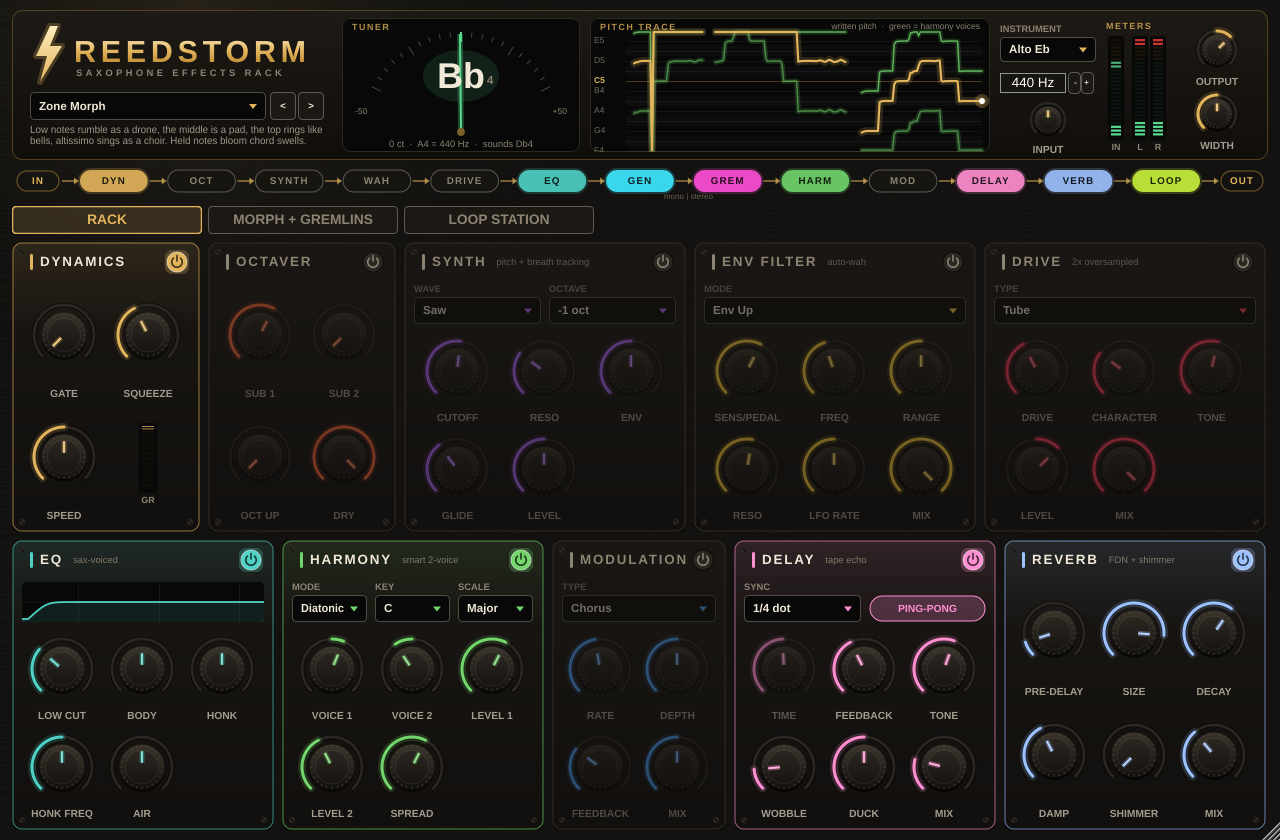 REEDSTORM
SAXOPHONE EFFECTS RACK
Zone Morph
< >
Low notes rumble as a drone, the middle is a pad, the top rings like
bells, altissimo sings as a choir. Held notes bloom chord swells.
TUNER
Bb4
-50 +50
0 ct · A4 = 440 Hz · sounds Db4
PITCH TRACE
written pitch · green = harmony voices
E5
D5
C5
B4
A4
G4
F4
INSTRUMENT
Alto Eb
440 Hz - +
INPUT
METERS
IN L R
OUTPUT
WIDTH
IN DYN OCT SYNTH WAH DRIVE EQ GEN GREM HARM MOD DELAY VERB LOOP OUT
mono | stereo
RACK MORPH + GREMLINS LOOP STATION
DYNAMICS
GATE SQUEEZE
SPEED GR
OCTAVER
SUB 1 SUB 2
OCT UP DRY
SYNTH pitch + breath tracking
WAVE OCTAVE
Saw -1 oct
CUTOFF RESO ENV
GLIDE LEVEL
ENV FILTER auto-wah
MODE
Env Up
SENS/PEDAL FREQ RANGE
RESO LFO RATE MIX
DRIVE 2x oversampled
TYPE
Tube
DRIVE CHARACTER TONE
LEVEL MIX
EQ sax-voiced
LOW CUT BODY HONK
HONK FREQ AIR
HARMONY smart 2-voice
MODE KEY SCALE
Diatonic C Major
VOICE 1 VOICE 2 LEVEL 1
LEVEL 2 SPREAD
MODULATION
TYPE
Chorus
RATE DEPTH
FEEDBACK MIX
DELAY tape echo
SYNC
1/4 dot PING-PONG
TIME FEEDBACK TONE
WOBBLE DUCK MIX
REVERB FDN + shimmer
PRE-DELAY SIZE DECAY
DAMP SHIMMER MIX